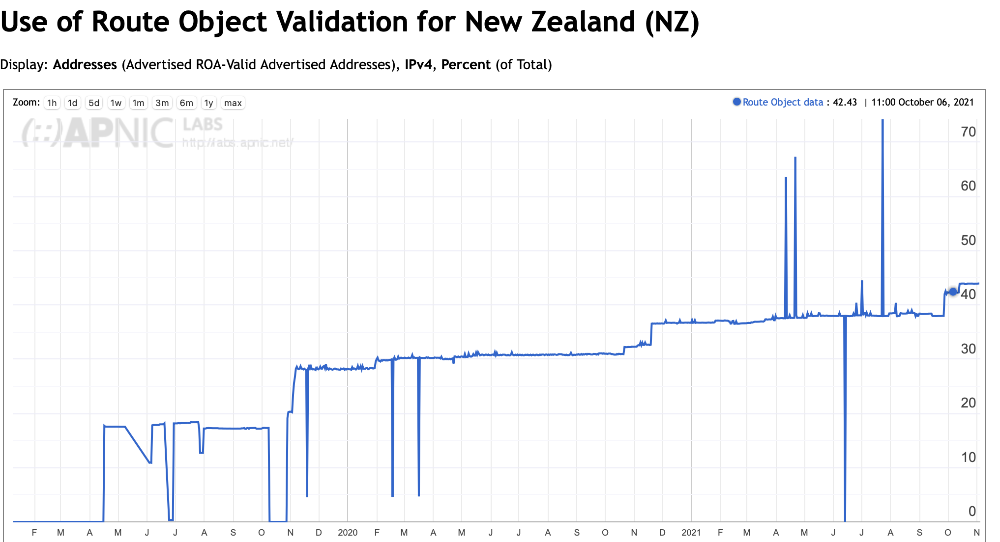 Use of Route Object Validation for New Zealand (NZ)
Display: Addresses (Advertised ROA-Valid Advertised Addresses), IPv4, Percent (of Total)
Zoom: 1h 1d 5d 1w 1m 3m 6m 1y max
Route Object data : 42.43 | 11:00 October 06, 2021
(::)APNIC LABS
http://labs.apnic.net/
70
60
50
40
30
20
10
0
F M A M J J A S O N D 2020 F M A M J J A S O N D 2021 F M A M J J A S O N